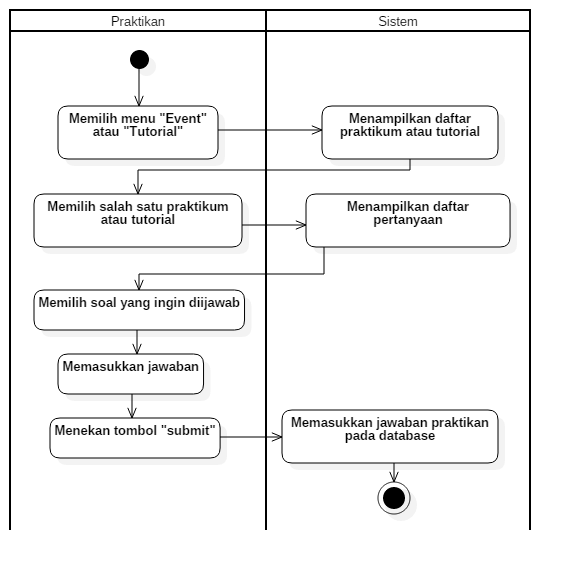 Praktikan
Sistem
Memilih menu "Event"
atau "Tutorial"
Menampilkan daftar
praktikum atau tutorial
Memilih salah satu praktikum
atau tutorial
Menampilkan daftar
pertanyaan
Memilih soal yang ingin diijawab
Memasukkan jawaban
Menekan tombol "submit"
Memasukkan jawaban praktikan
pada database